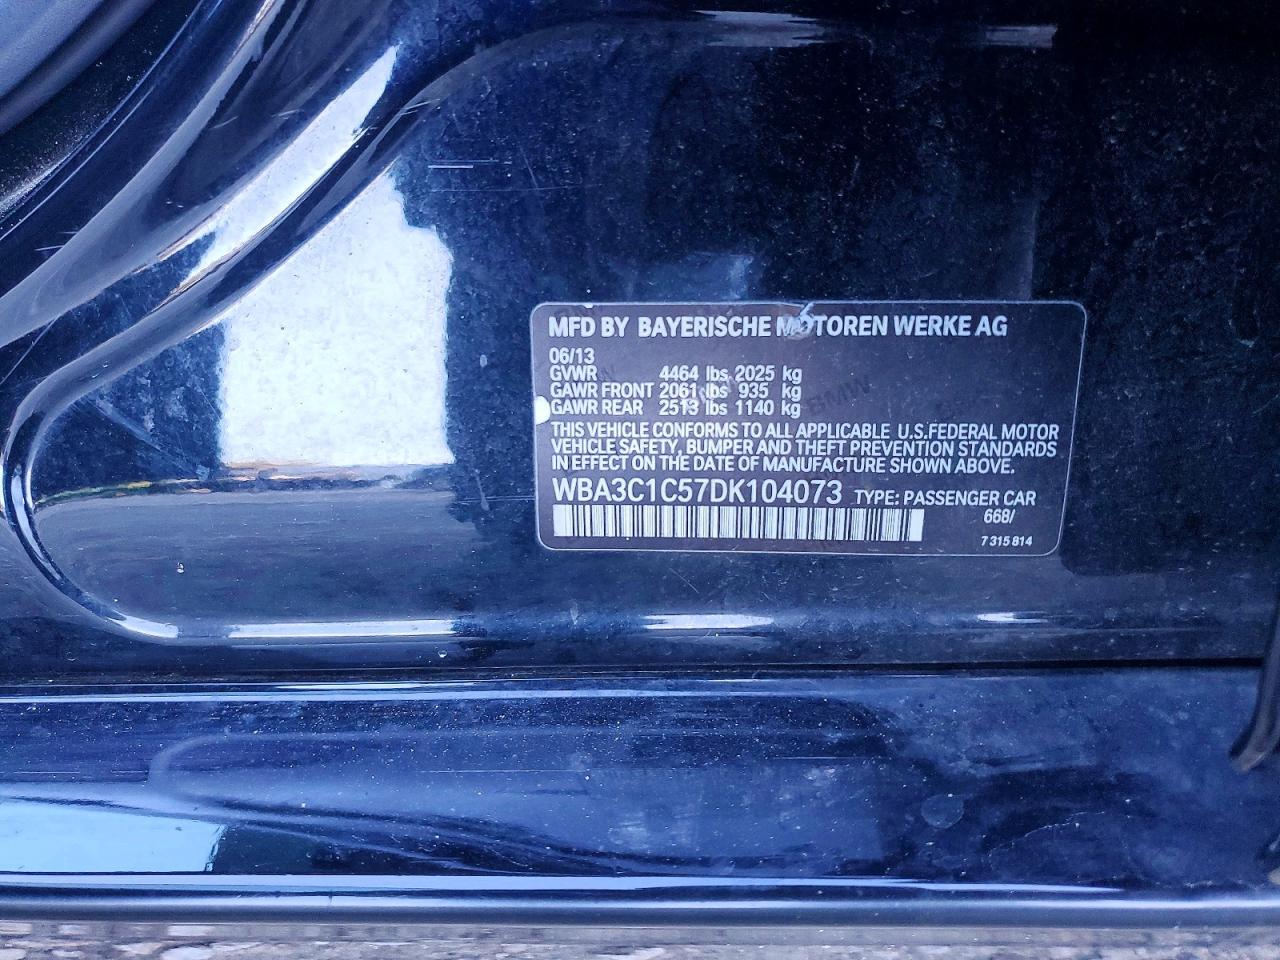 MFD BY BAYERISCHE MOTOREN WERKE AG
06/13
GVWR 4464 lbs 2025 kg
GAWR FRONT 2061 lbs 935 kg
GAWR REAR 2513 lbs 1140 kg
THIS VEHICLE CONFORMS TO ALL APPLICABLE U.S.FEDERAL MOTOR
VEHICLE SAFETY, BUMPER AND THEFT PREVENTION STANDARDS
IN EFFECT ON THE DATE OF MANUFACTURE SHOWN ABOVE.
WBA3C1C57DK104073 TYPE: PASSENGER CAR
668/
7 315 814